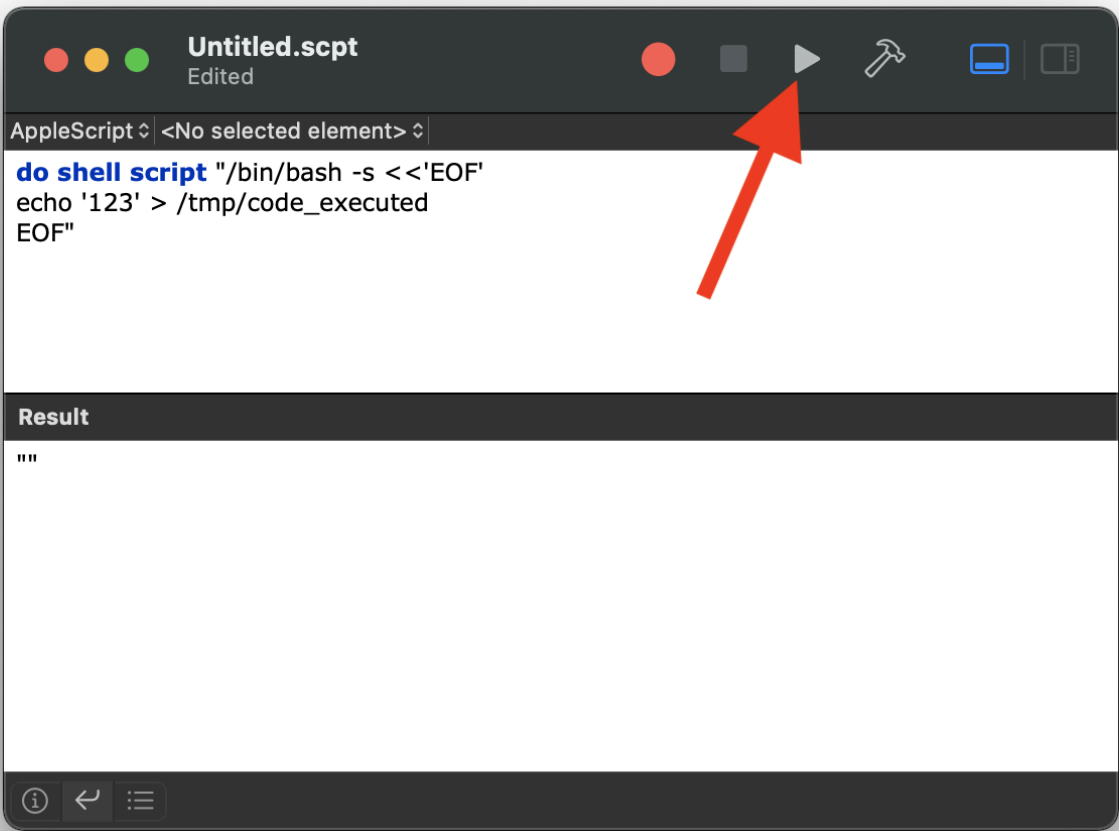 Untitled.scpt
Edited
AppleScript <No selected element>
do shell script "/bin/bash -s <<'EOF'
echo '123' > /tmp/code_executed
EOF"
Result
""